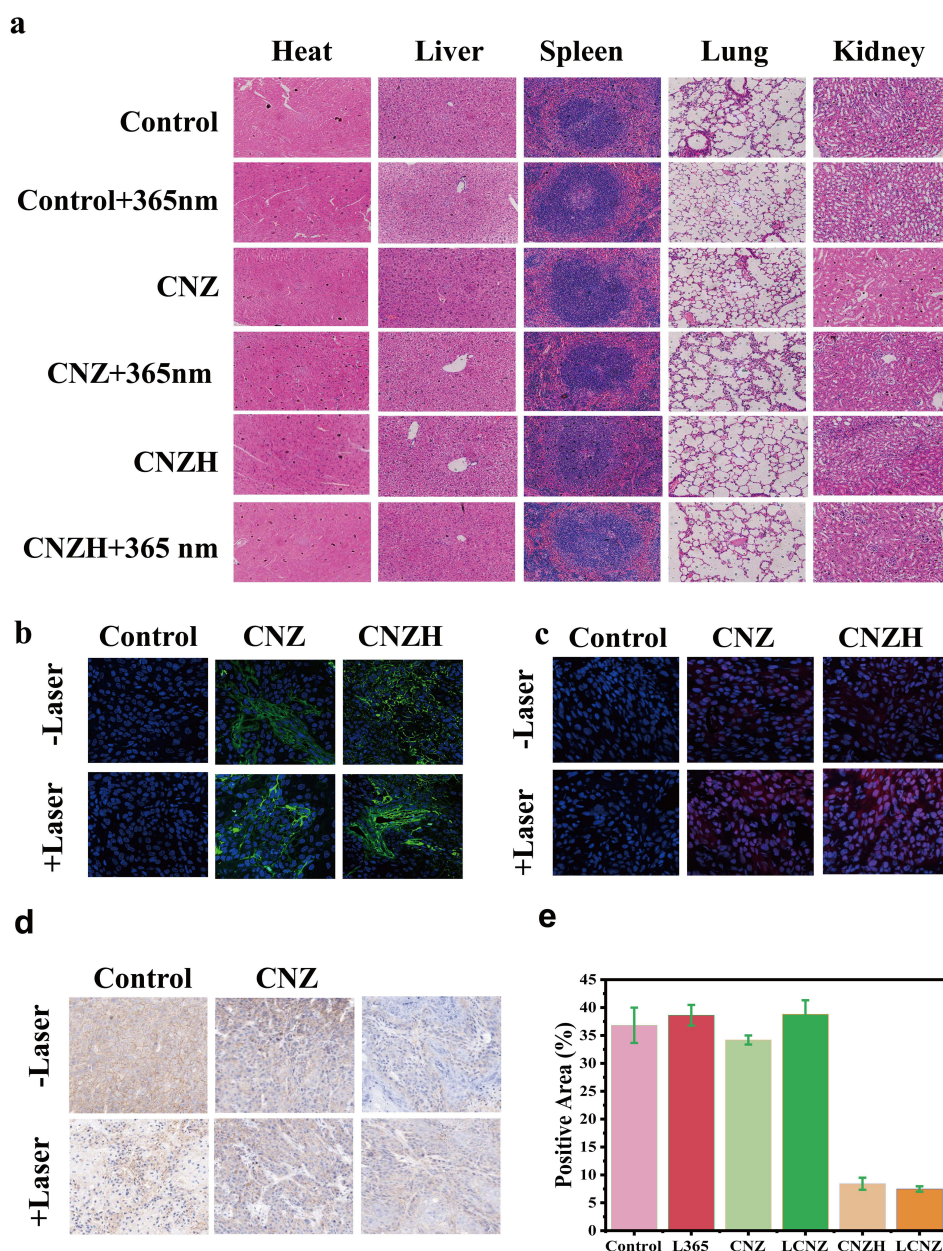 a
Heat Liver Spleen Lung Kidney
Control
Control+365nm
CNZ
CNZ+365nm
CNZH
CNZH+365 nm
b
Control CNZ CNZH
-Laser
+Laser
c
Control CNZ CNZH
-Laser
+Laser
d
Control CNZ
-Laser
+Laser
e
Positive Area (%)
45
40
35
30
25
20
15
10
5
0
Control L365 CNZ LCNZ CNZH LCNZ